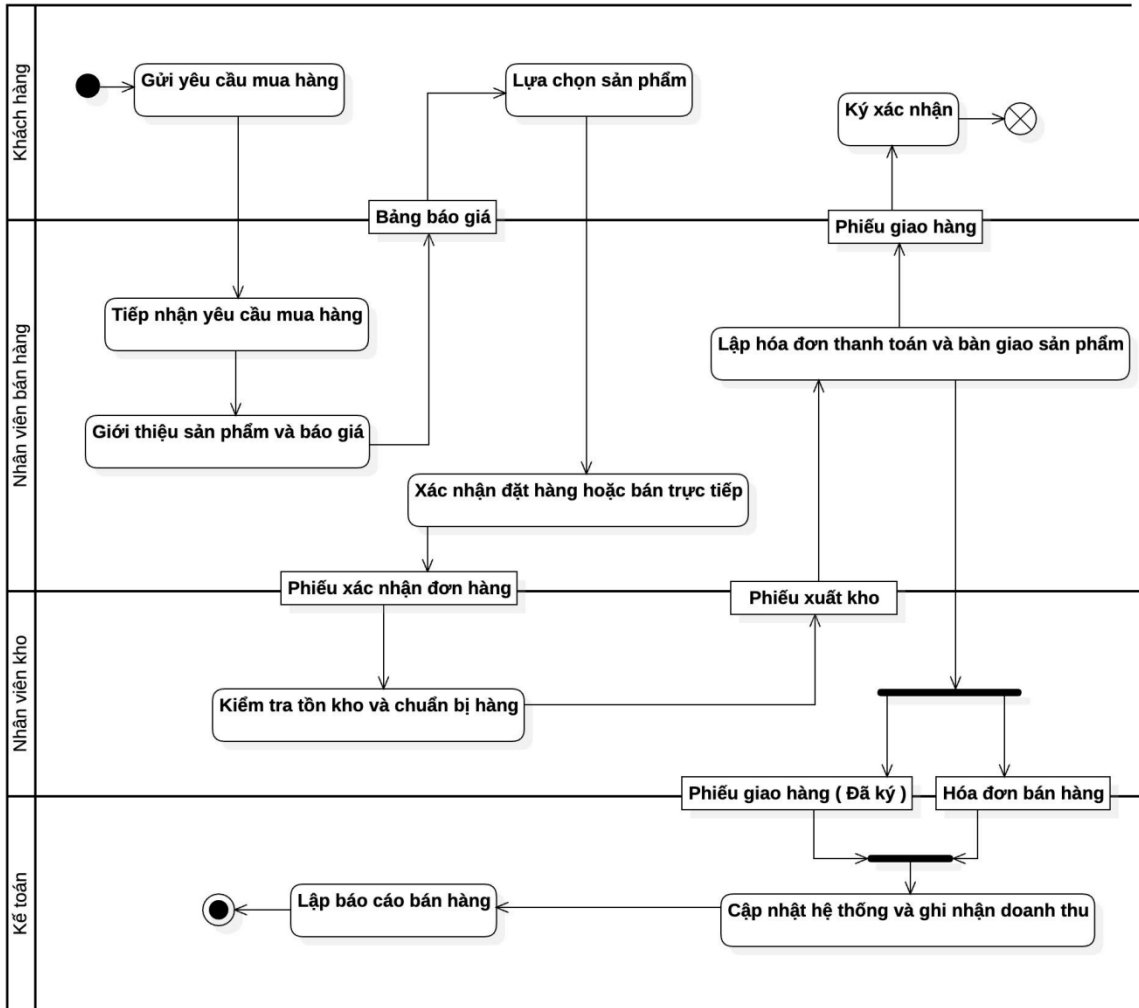 Khách hàng
Gửi yêu cầu mua hàng
Lựa chọn sản phẩm
Ký xác nhận
Bảng báo giá
Phiếu giao hàng
Nhân viên bán hàng
Tiếp nhận yêu cầu mua hàng
Lập hóa đơn thanh toán và bàn giao sản phẩm
Giới thiệu sản phẩm và báo giá
Xác nhận đặt hàng hoặc bán trực tiếp
Phiếu xác nhận đơn hàng
Phiếu xuất kho
Nhân viên kho
Kiểm tra tồn kho và chuẩn bị hàng
Phiếu giao hàng ( Đã ký )
Hóa đơn bán hàng
Kế toán
Lập báo cáo bán hàng
Cập nhật hệ thống và ghi nhận doanh thu